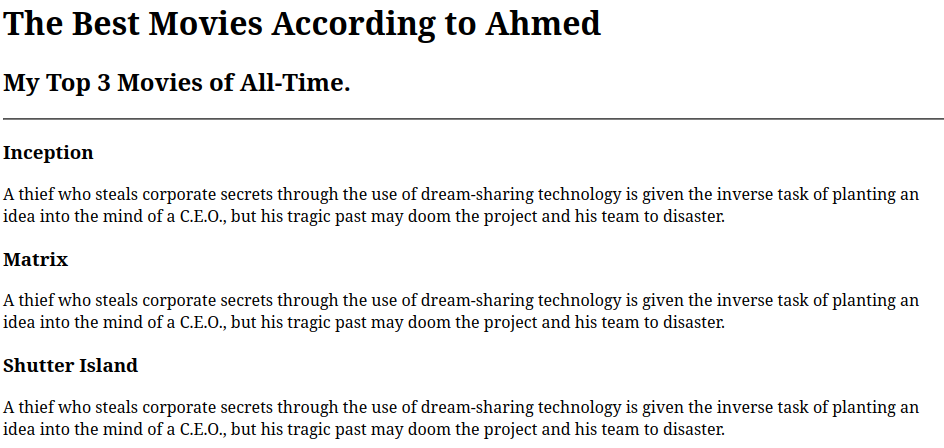 The Best Movies According to Ahmed
My Top 3 Movies of All-Time.
Inception
A thief who steals corporate secrets through the use of dream-sharing technology is given the inverse task of planting an
idea into the mind of a C.E.O., but his tragic past may doom the project and his team to disaster.
Matrix
A thief who steals corporate secrets through the use of dream-sharing technology is given the inverse task of planting an
idea into the mind of a C.E.O., but his tragic past may doom the project and his team to disaster.
Shutter Island
A thief who steals corporate secrets through the use of dream-sharing technology is given the inverse task of planting an
idea into the mind of a C.E.O., but his tragic past may doom the project and his team to disaster.